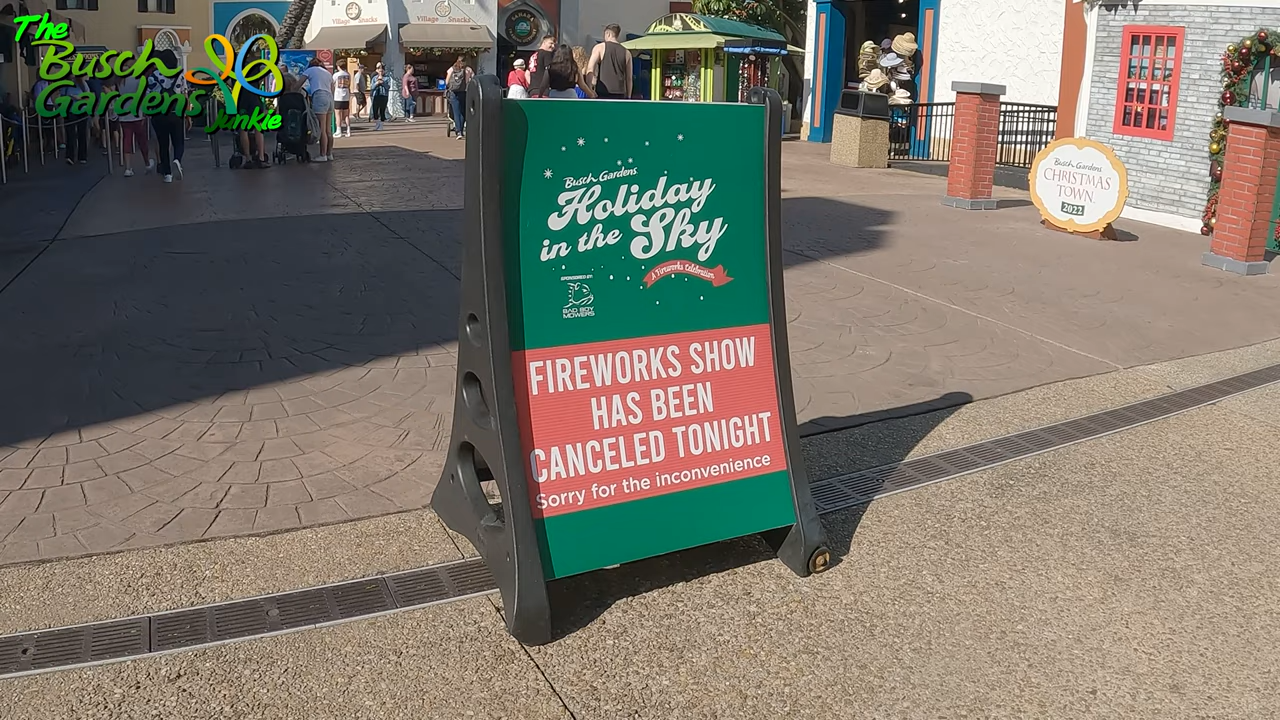 The
Busch
Gardens
Junkie
Village Snacks
Village Snacks
SAHARA
Busch Gardens
Holiday
in the Sky
A Fireworks Celebration
SPONSORED BY:
BAD BOY
MOWERS
FIREWORKS SHOW
HAS BEEN
CANCELED TONIGHT
Sorry for the inconvenience
Busch Gardens
CHRISTMAS
TOWN
2022